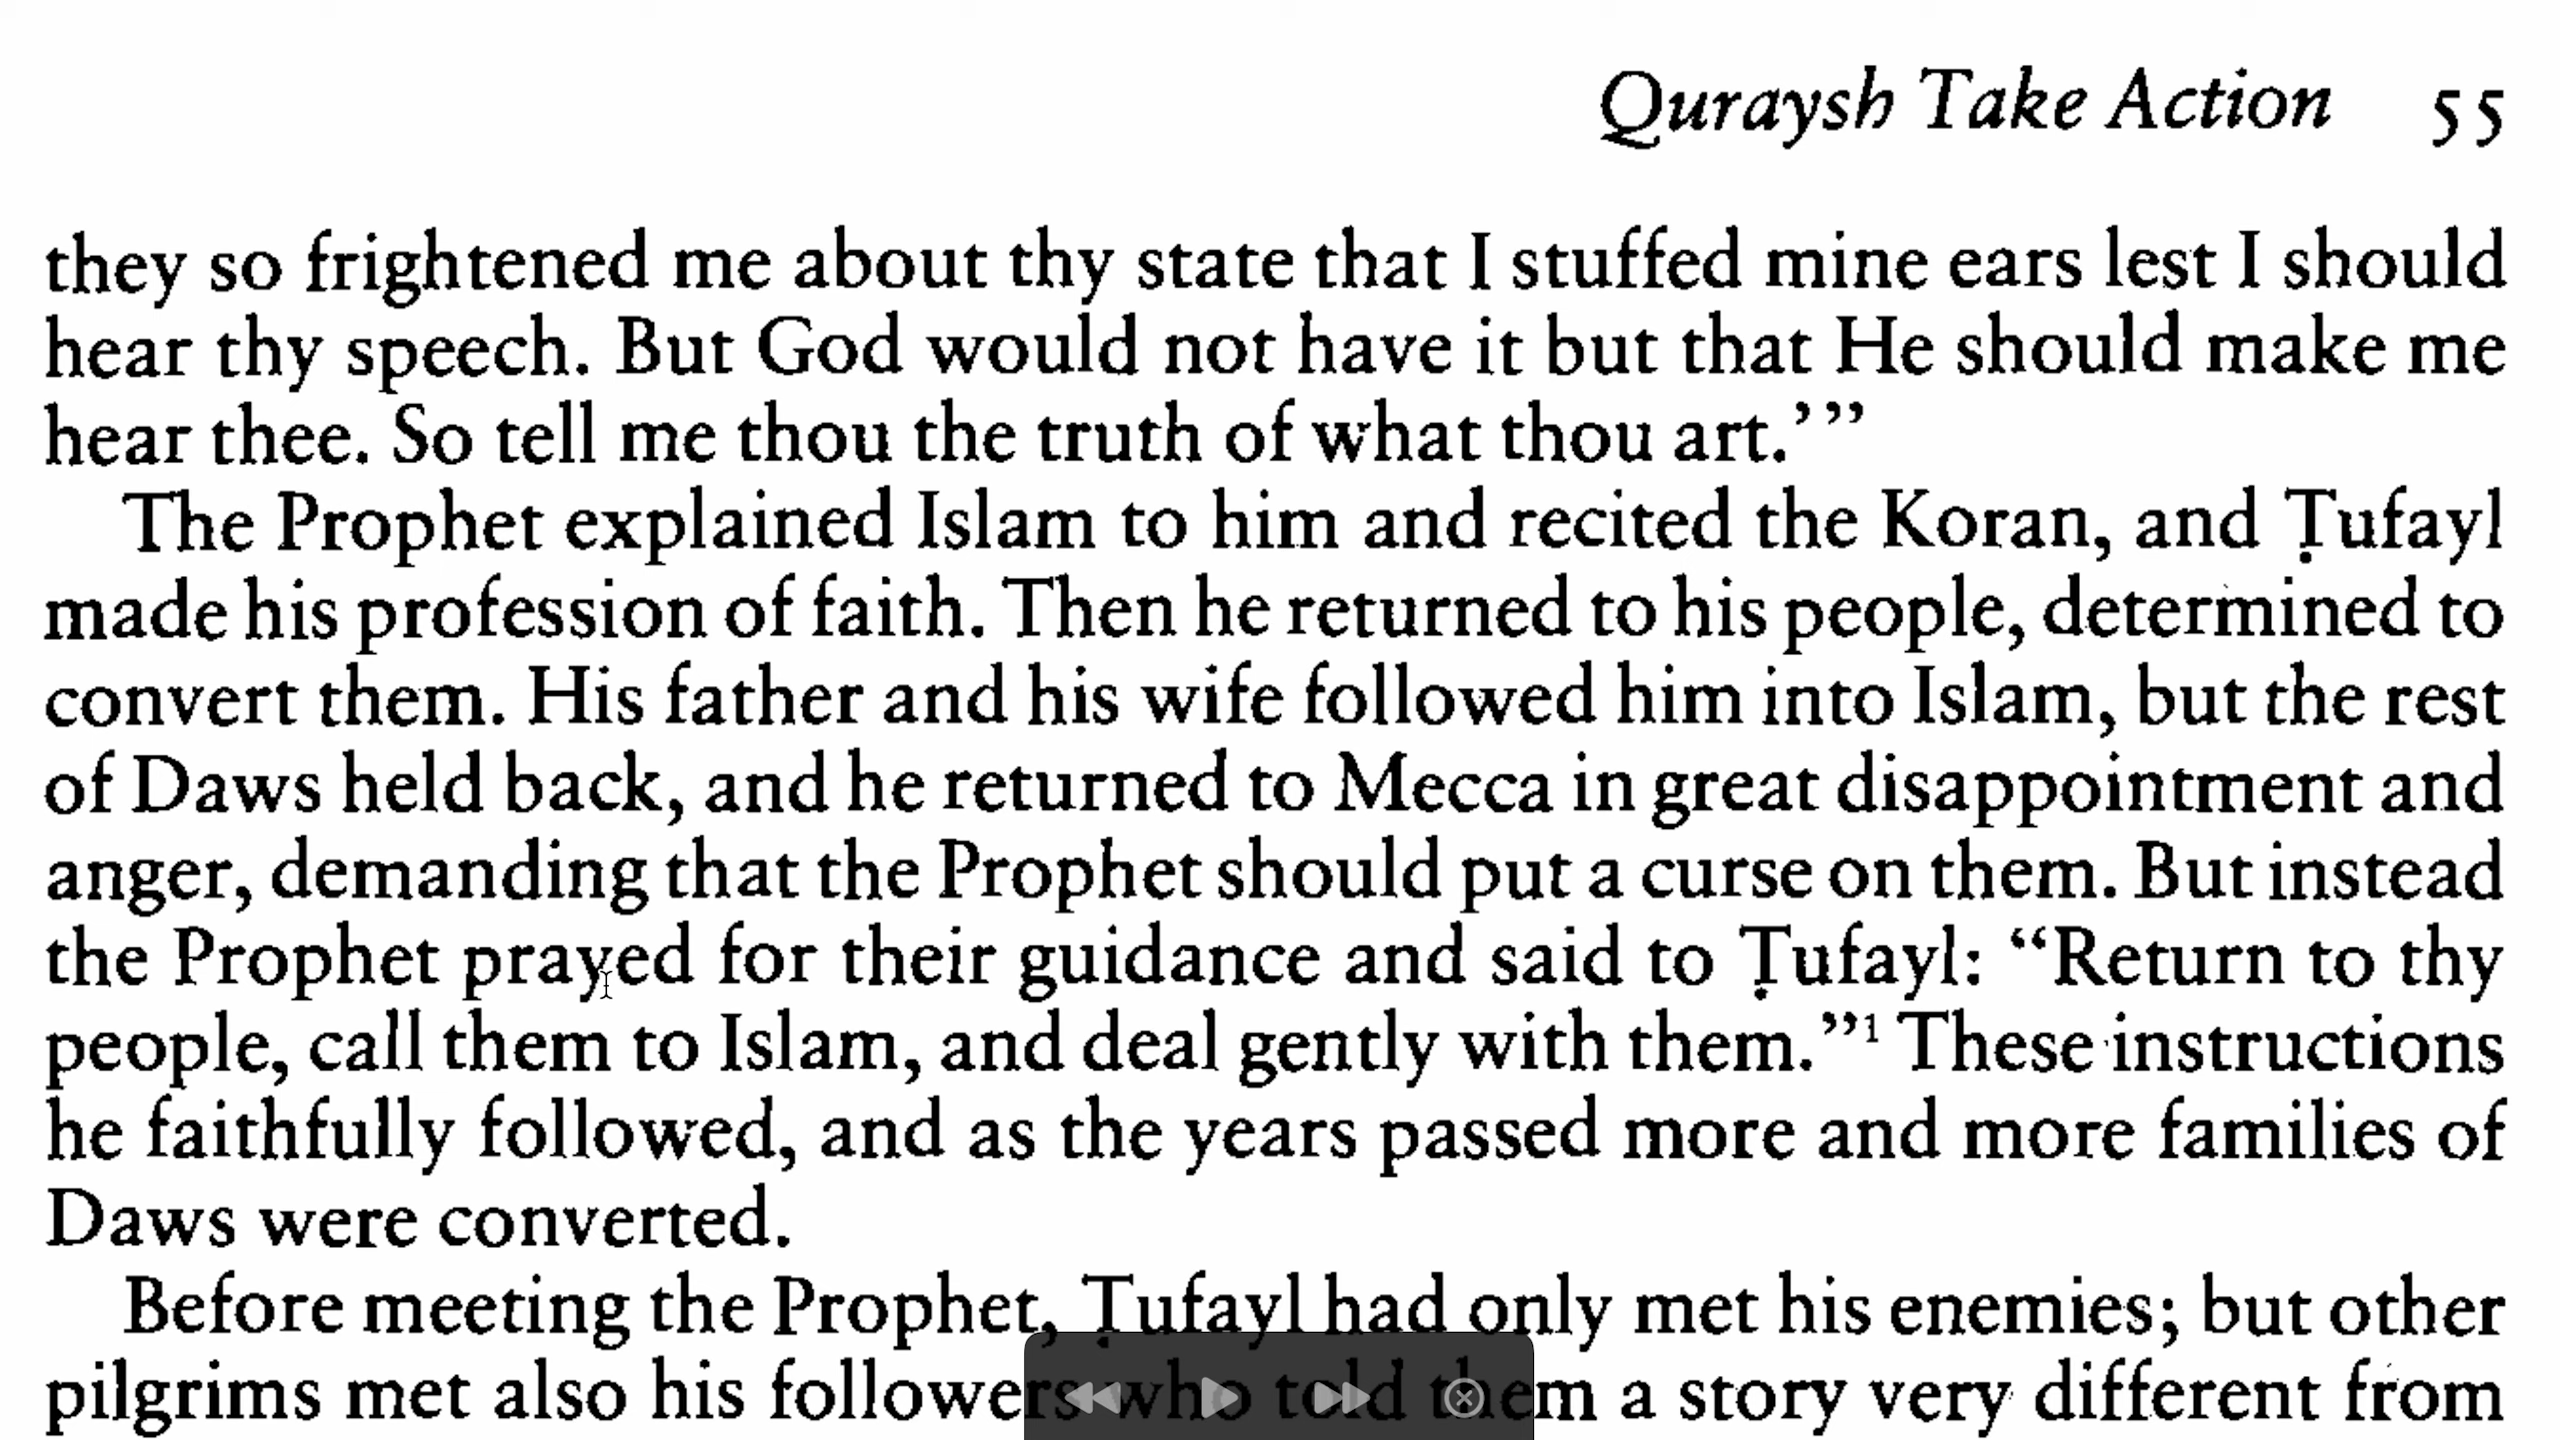 Quraysh Take Action 55
they so frightened me about thy state that I stuffed mine ears lest I should
hear thy speech. But God would not have it but that He should make me
hear thee. So tell me thou the truth of what thou art.’”
The Prophet explained Islam to him and recited the Koran, and Ṭufayl
made his profession of faith. Then he returned to his people, determined to
convert them. His father and his wife followed him into Islam, but the rest
of Daws held back, and he returned to Mecca in great disappointment and
anger, demanding that the Prophet should put a curse on them. But instead
the Prophet prayed for their guidance and said to Ṭufayl: “Return to thy
people, call them to Islam, and deal gently with them.”¹ These instructions
he faithfully followed, and as the years passed more and more families of
Daws were converted.
Before meeting the Prophet, Ṭufayl had only met his enemies; but other
pilgrims met also his followers who told them a story very different from